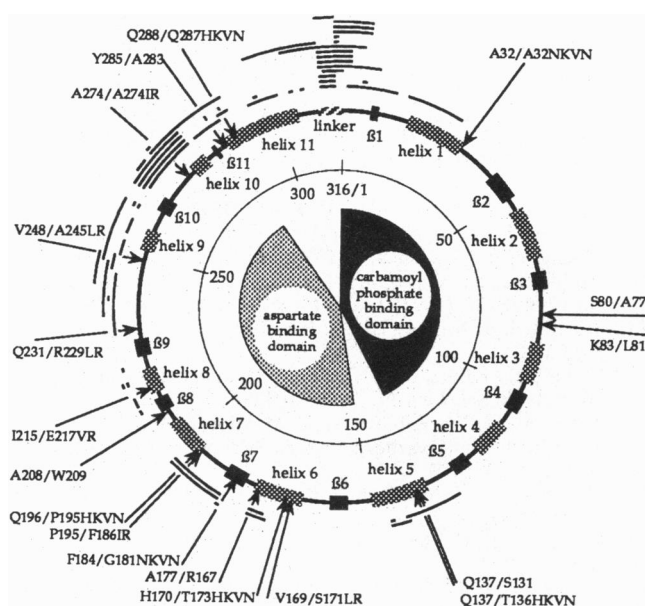 Q288/Q287HKVN
Y285/A283
A274/A274IR
A32/A32NKVN
linker
ß1
helix 1
helix 11
ß11
helix 10
ß10
helix 9
ß2
helix 2
ß3
316/1
300
50
250
100
200
150
carbamoyl
phosphate
binding
domain
aspartate
binding
domain
V248/A245LR
S80/A77
K83/L81
Q231/R229LR
ß9
helix 8
ß8
helix 7
ß7
helix 6
ß6
helix 5
ß5
helix 4
ß4
helix 3
I215/E217VR
A208/W209
Q196/P195HKVN
P195/F186IR
F184/G181NKVN
A177/R167
H170/T173HKVN
V169/S171LR
Q137/S131
Q137/T136HKVN